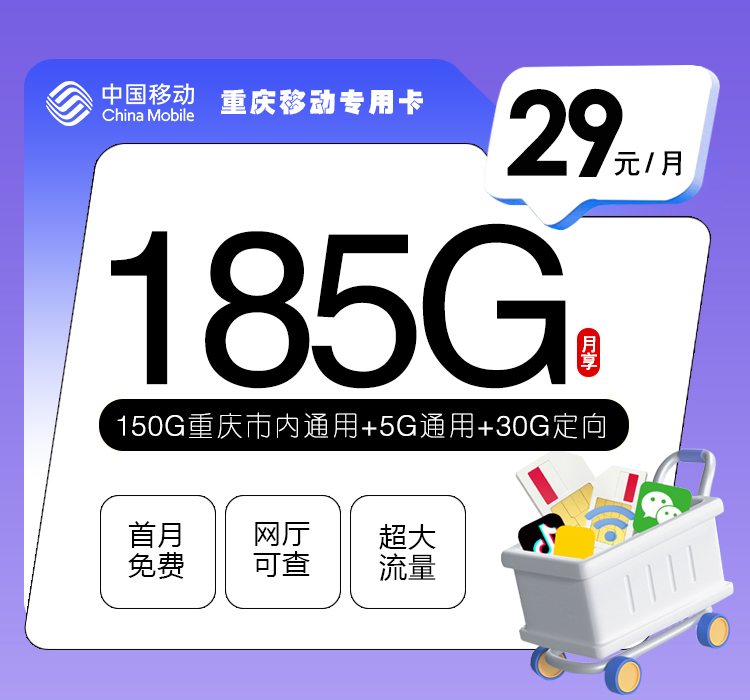 中国移动
China Mobile
重庆移动专用卡
29元/月
185G
月享
150G重庆市内通用+5G通用+30G定向
首月
免费
网厅
可查
超大
流量